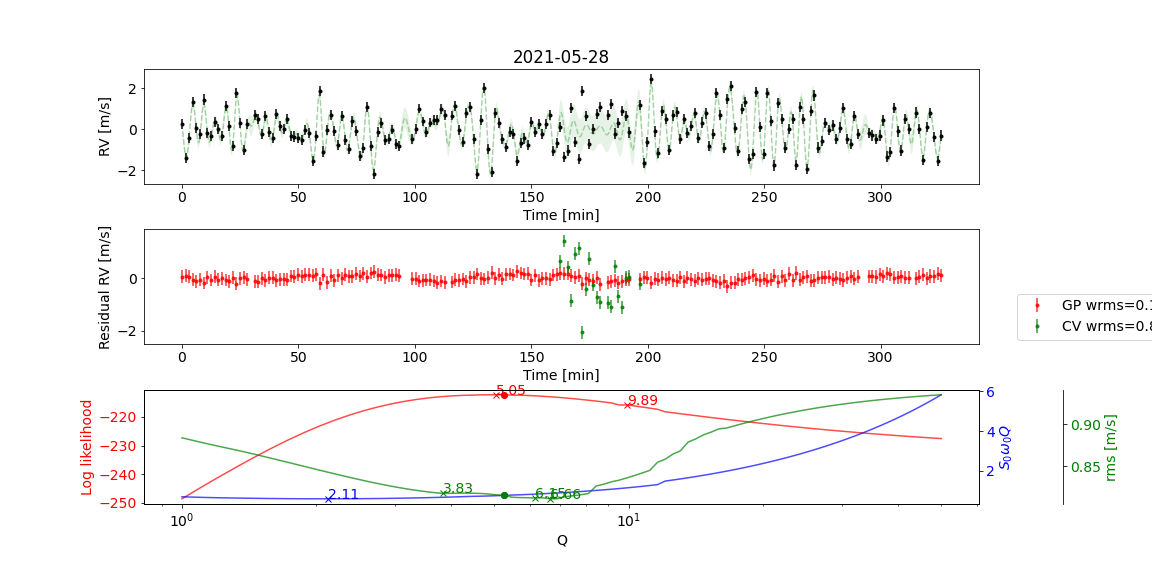 2021-05-28
RV [m/s]
2
0
−2
0 50 100 150 200 250 300
Time [min]
Residual RV [m/s]
0
−2
0 50 100 150 200 250 300
Time [min]
GP wrms=0.1
CV wrms=0.8
Log likelihood
−220
−230
−240
−250
5.05
9.89
2.11
3.83
6.15
6
4
2
S₀ω₀Q
0.90
0.85
rms [m/s]
10⁰ 10¹
Q